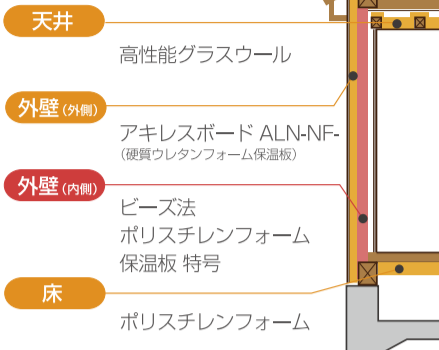 天井
高性能グラスウール
外壁(外側)
アキレスボード ALN-NF-
(硬質ウレタンフォーム保温板)
外壁(内側)
ビーズ法
ポリスチレンフォーム
保温板 特号
床
ポリスチレンフォーム